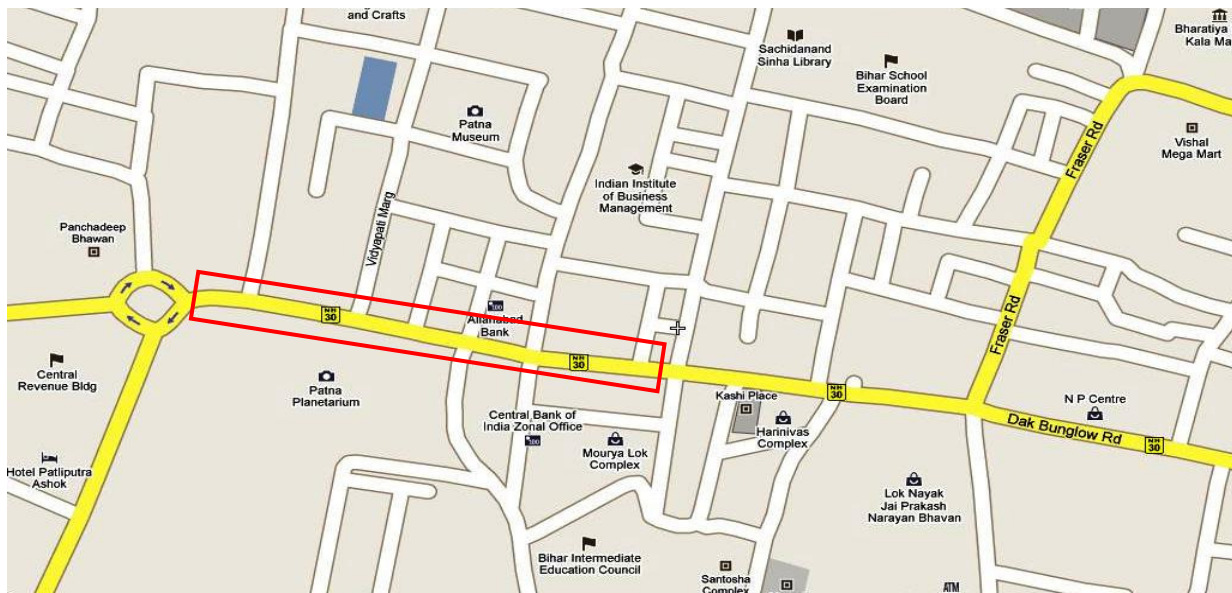 and Crafts
Sachidanand
Sinha Library
Bihar School
Examination
Board
Bharatiya
Kala Ma
Patna
Museum
Fraser Rd
Vishal
Mega Mart
Indian Institute
of Business
Management
Vidyapati Marg
Panchadeep
Bhawan
Allahabad
Bank
NH
30
NH
30
Fraser Rd
Central
Revenue Bldg
Patna
Planetarium
Kashi Place
NH
30
N P Centre
Central Bank of
India Zonal Office
Harinivas
Complex
Dak Bunglow Rd
NH
30
Mourya Lok
Complex
Hotel Patliputra
Ashok
Lok Nayak
Jai Prakash
Narayan Bhavan
Bihar Intermediate
Education Council
Santosha
Complex
ATM